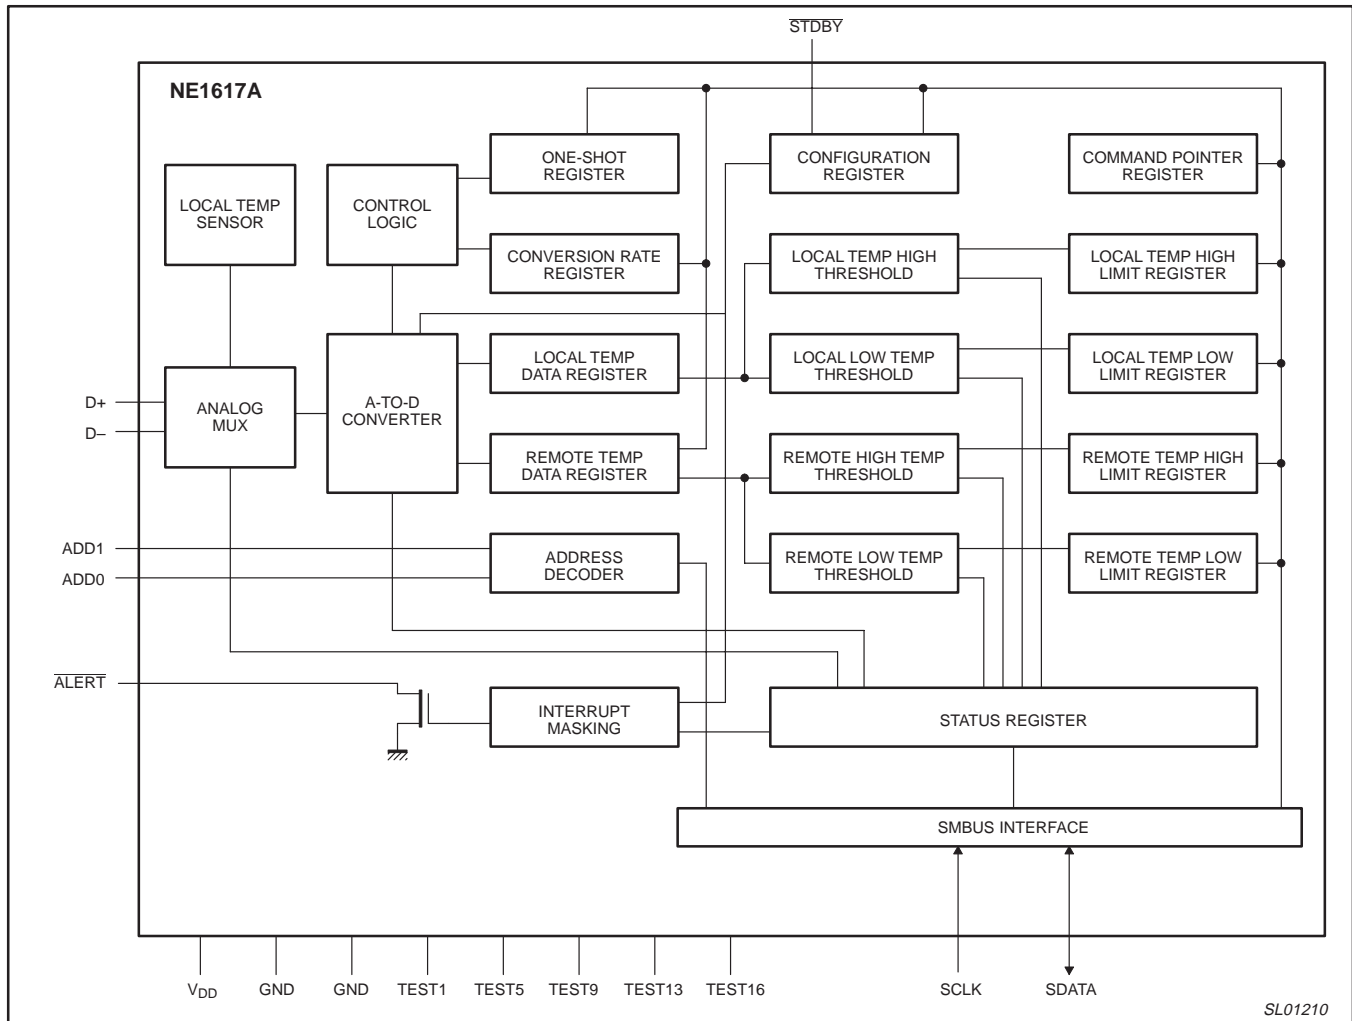 STDBY
NE1617A
ONE-SHOT
REGISTER
CONFIGURATION
REGISTER
COMMAND POINTER
REGISTER
LOCAL TEMP
SENSOR
CONTROL
LOGIC
CONVERSION RATE
REGISTER
LOCAL TEMP HIGH
THRESHOLD
LOCAL TEMP HIGH
LIMIT REGISTER
LOCAL TEMP
DATA REGISTER
LOCAL LOW TEMP
THRESHOLD
LOCAL TEMP LOW
LIMIT REGISTER
D+
D–
ANALOG
MUX
A-TO-D
CONVERTER
REMOTE TEMP
DATA REGISTER
REMOTE HIGH TEMP
THRESHOLD
REMOTE TEMP HIGH
LIMIT REGISTER
ADD1
ADD0
ADDRESS
DECODER
REMOTE LOW TEMP
THRESHOLD
REMOTE TEMP LOW
LIMIT REGISTER
ALERT
INTERRUPT
MASKING
STATUS REGISTER
SMBUS INTERFACE
VDD
GND
GND
TEST1
TEST5
TEST9
TEST13
TEST16
SCLK
SDATA
SL01210